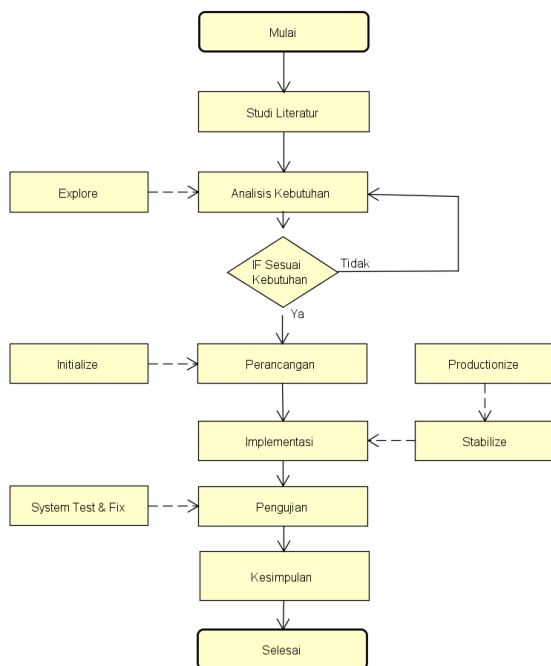 Mulai
Studi Literatur
Explore
Analisis Kebutuhan
IF Sesuai
Kebutuhan
Tidak
Ya
Initialize
Perancangan
Productionize
Implementasi
Stabilize
System Test & Fix
Pengujian
Kesimpulan
Selesai